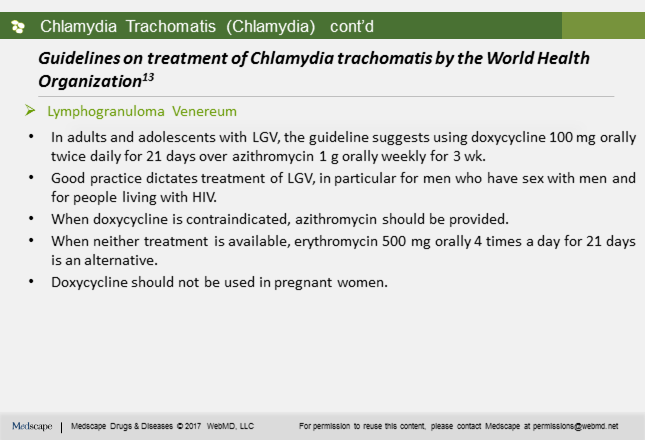 Chlamydia Trachomatis (Chlamydia) cont'd
Guidelines on treatment of Chlamydia trachomatis by the World Health
Organization13
➢ Lymphogranuloma Venereum
• In adults and adolescents with LGV, the guideline suggests using doxycycline 100 mg orally
twice daily for 21 days over azithromycin 1 g orally weekly for 3 wk.
• Good practice dictates treatment of LGV, in particular for men who have sex with men and
for people living with HIV.
• When doxycycline is contraindicated, azithromycin should be provided.
• When neither treatment is available, erythromycin 500 mg orally 4 times a day for 21 days
is an alternative.
• Doxycycline should not be used in pregnant women.
Medscape | Medscape Drugs & Diseases © 2017 WebMD, LLC For permission to reuse this content, please contact Medscape at permissions@webmd.net